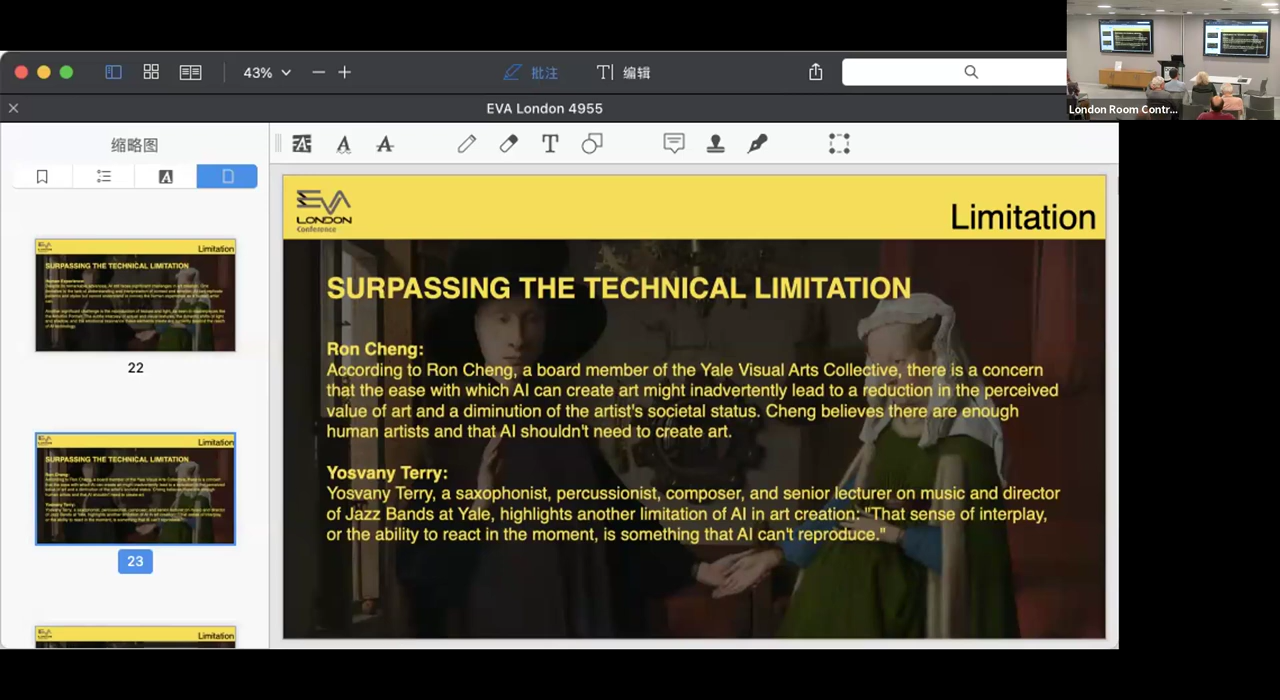 43%
批注
编辑
London Room Contr...
EVA London 4955
缩略图
EVA
LONDON
Conference
Limitation
SURPASSING THE TECHNICAL LIMITATION
Ron Cheng:
According to Ron Cheng, a board member of the Yale Visual Arts Collective, there is a concern
that the ease with which AI can create art might inadvertently lead to a reduction in the perceived
value of art and a diminution of the artist's societal status. Cheng believes there are enough
human artists and that AI shouldn't need to create art.
Yosvany Terry:
Yosvany Terry, a saxophonist, percussionist, composer, and senior lecturer on music and director
of Jazz Bands at Yale, highlights another limitation of AI in art creation: "That sense of interplay,
or the ability to react in the moment, is something that AI can't reproduce."
Limitation
SURPASSING THE TECHNICAL LIMITATION
22
Limitation
SURPASSING THE TECHNICAL LIMITATION
23
Limitation